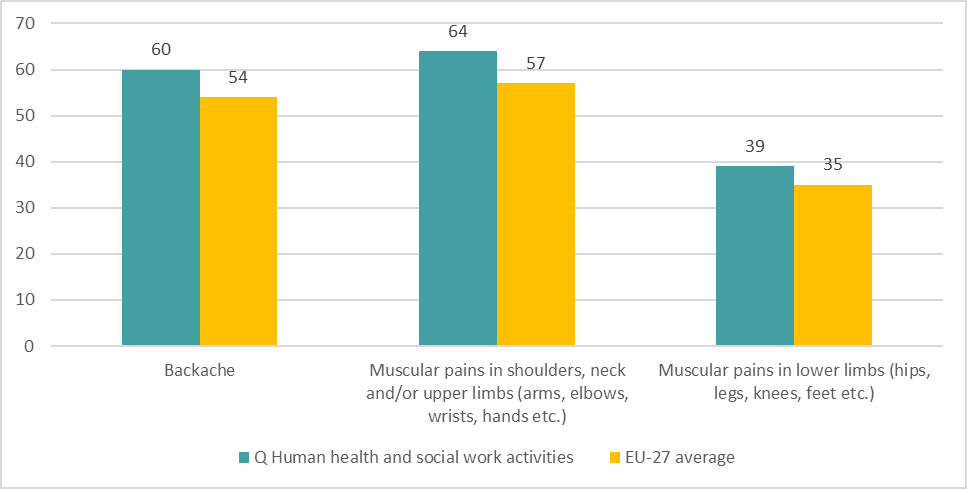 70
60
50
40
30
20
10
0
60
54
64
57
39
35
Backache
Muscular pains in shoulders, neck
and/or upper limbs (arms, elbows,
wrists, hands etc.)
Muscular pains in lower limbs (hips,
legs, knees, feet etc.)
Q Human health and social work activities
EU-27 average